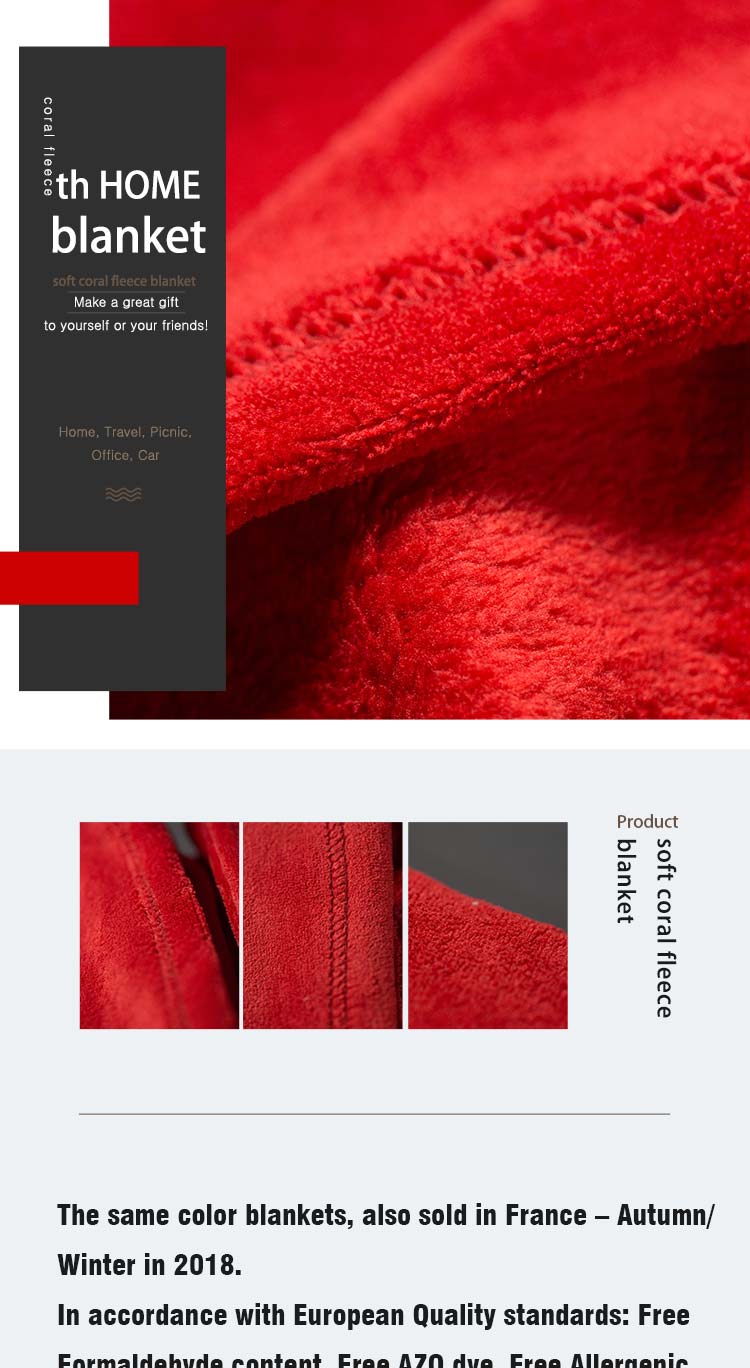 coral fleece
th HOME
blanket
soft coral fleece blanket
Make a great gift
to yourself or your friends!
Home, Travel, Picnic,
Office, Car
Product
soft coral fleece
blanket
The same color blankets, also sold in France – Autumn/
Winter in 2018.
In accordance with European Quality standards: Free
Formaldehyde content, Free AZO dye, Free Allergenic